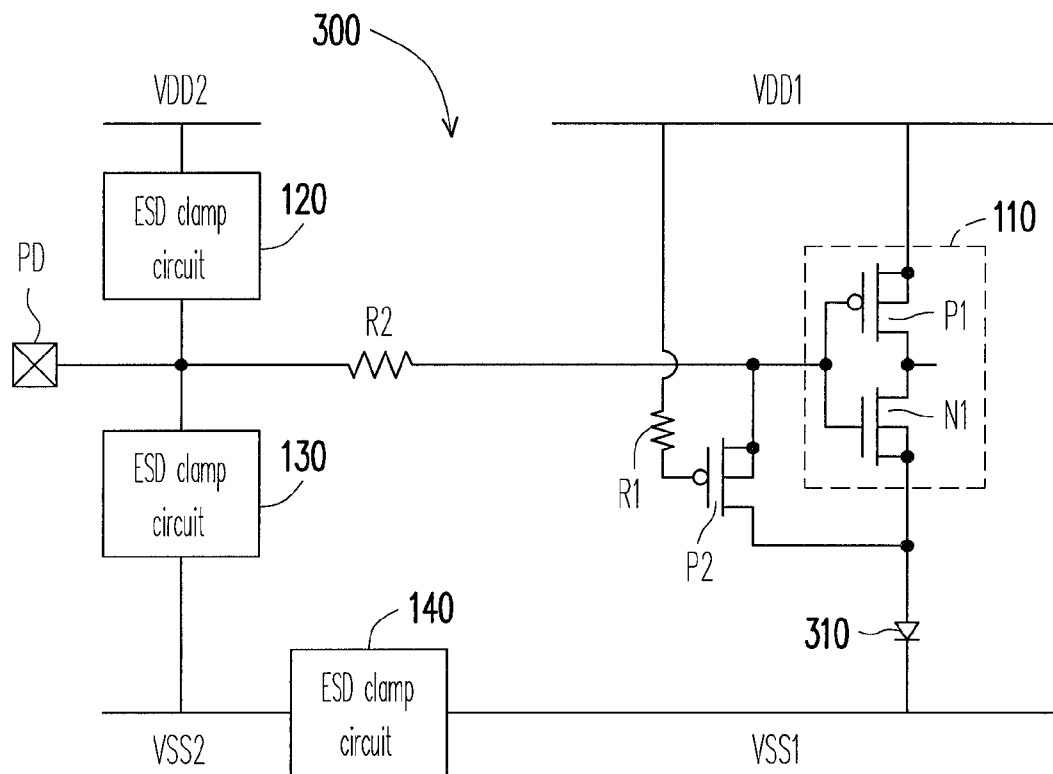 300
VDD2
VDD1
ESD clamp
circuit
120
110
PD
R2
P1
N1
ESD clamp
circuit
130
R1
P2
140
310
ESD clamp
circuit
VSS2
VSS1